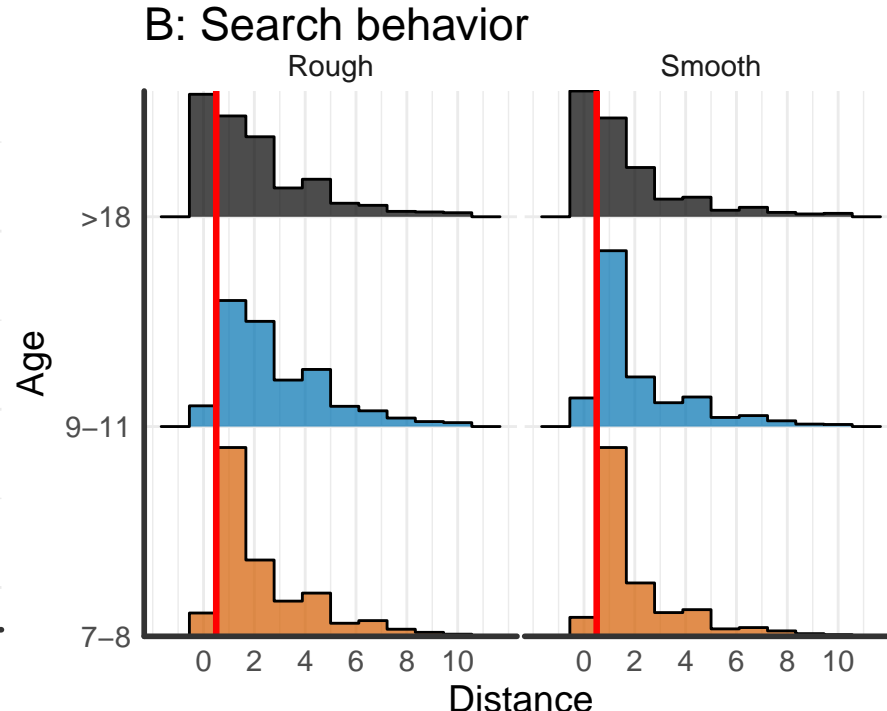 B: Search behavior
Rough
Smooth
Age
>18
9–11
7–8
0 2 4 6 8 10
0 2 4 6 8 10
Distance